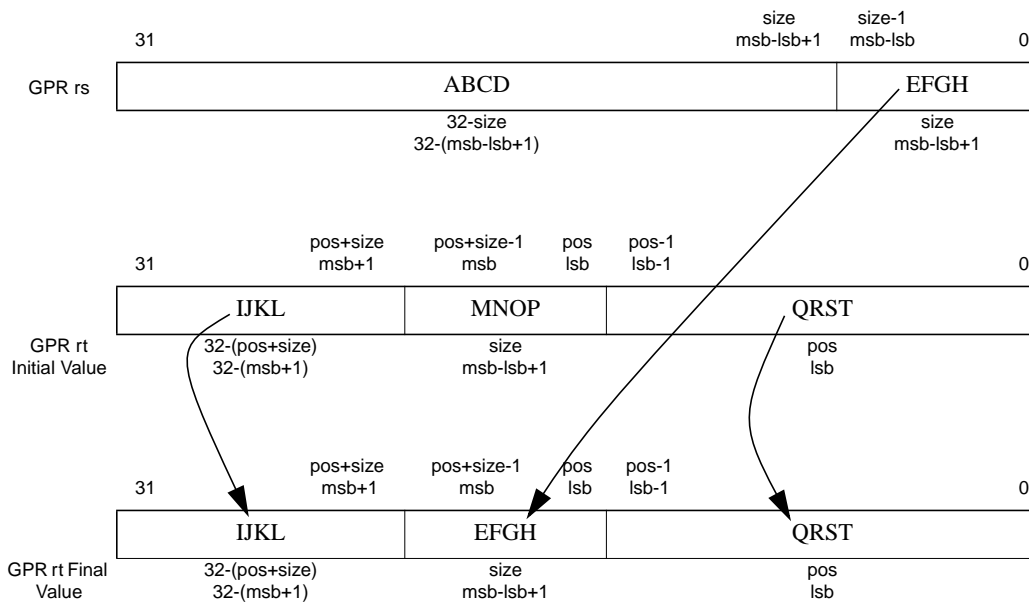 size size-1
31 msb-lsb+1 msb-lsb 0
GPR rs ABCD EFGH
32-size size
32-(msb-lsb+1) msb-lsb+1
pos+size pos+size-1 pos pos-1
31 msb+1 msb lsb lsb-1 0
IJKL MNOP QRST
GPR rt 32-(pos+size) size pos
Initial Value 32-(msb+1) msb-lsb+1 lsb
pos+size pos+size-1 pos pos-1
31 msb+1 msb lsb lsb-1 0
IJKL EFGH QRST
GPR rt Final 32-(pos+size) size pos
Value 32-(msb+1) msb-lsb+1 lsb